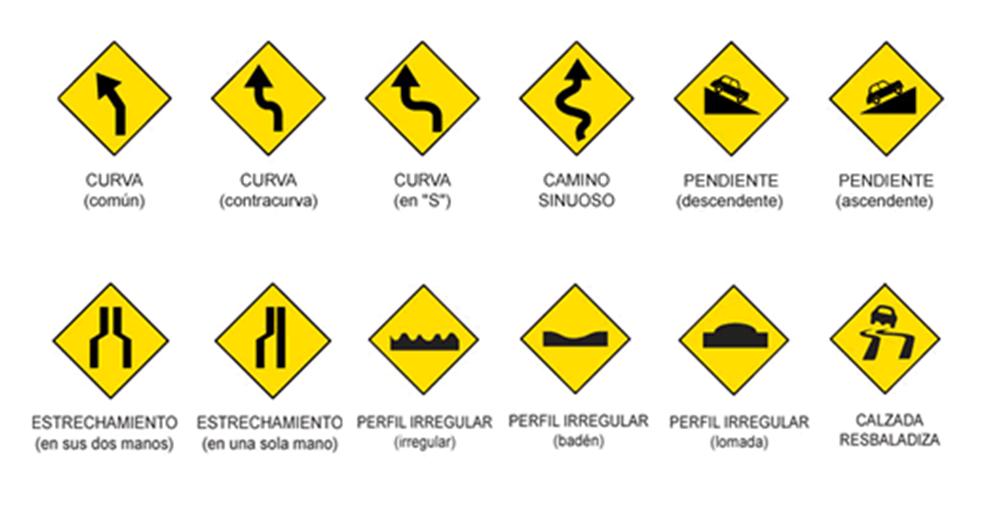 CURVA
(común)
CURVA
(contracurva)
CURVA
(en "S")
CAMINO
SINUOSO
PENDIENTE
(descendente)
PENDIENTE
(ascendente)
ESTRECHAMIENTO
(en sus dos manos)
ESTRECHAMIENTO
(en una sola mano)
PERFIL IRREGULAR
(irregular)
PERFIL IRREGULAR
(badén)
PERFIL IRREGULAR
(lomada)
CALZADA
RESBALADIZA